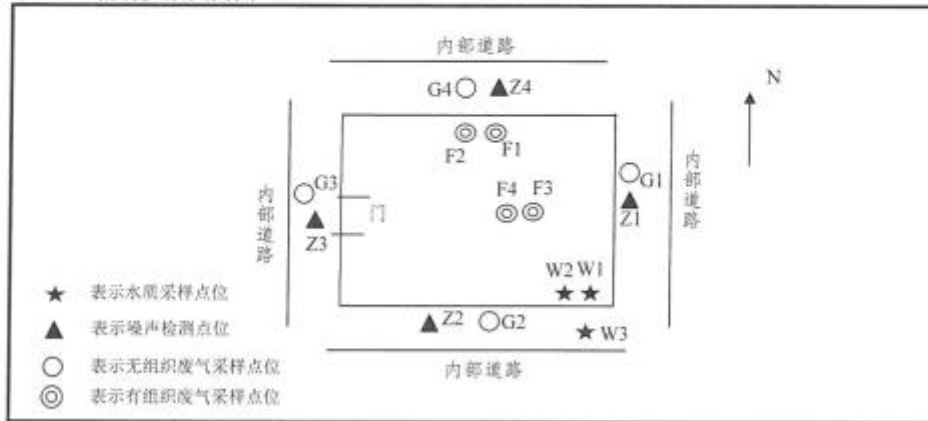 内部道路
N
G4 Z4
F2 F1
G1
Z1
内部道路
G3
Z3
门
内部道路
F4 F3
W2 W1
Z2 G2
W3
内部道路
表示水质采样点位
表示噪声检测点位
表示无组织废气采样点位
表示有组织废气采样点位